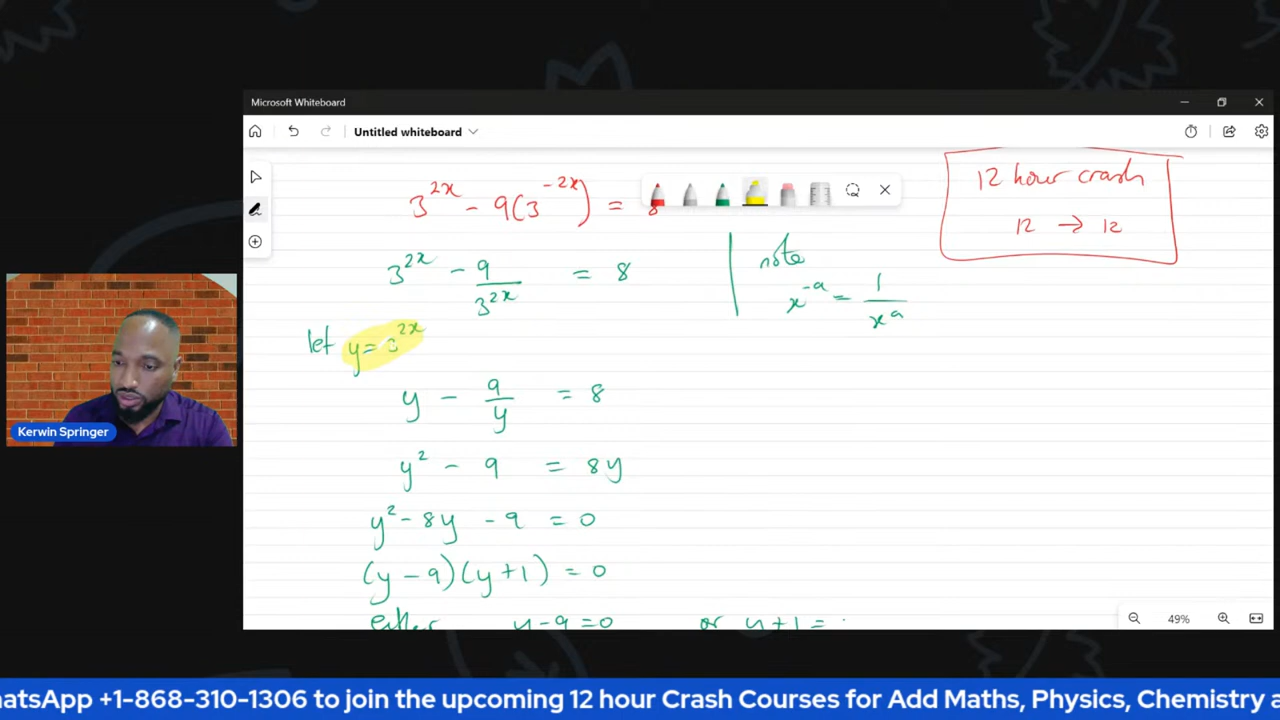 Microsoft Whiteboard
Untitled whiteboard
3^{2x} - 9(3^{-2x}) = 8
12 hour crash
12 → 12
3^{2x} - 9/3^{2x} = 8
note
x^{-a} = 1/x^{a}
let y = 3^{2x}
y - 9/y = 8
y² - 9 = 8y
y² - 8y - 9 = 0
(y - 9)(y + 1) = 0
either y - 9 = 0 or y + 1 =
49%
Kerwin Springer
hatsApp +1-868-310-1306 to join the upcoming 12 hour Crash Courses for Add Maths, Physics, Chemistry a